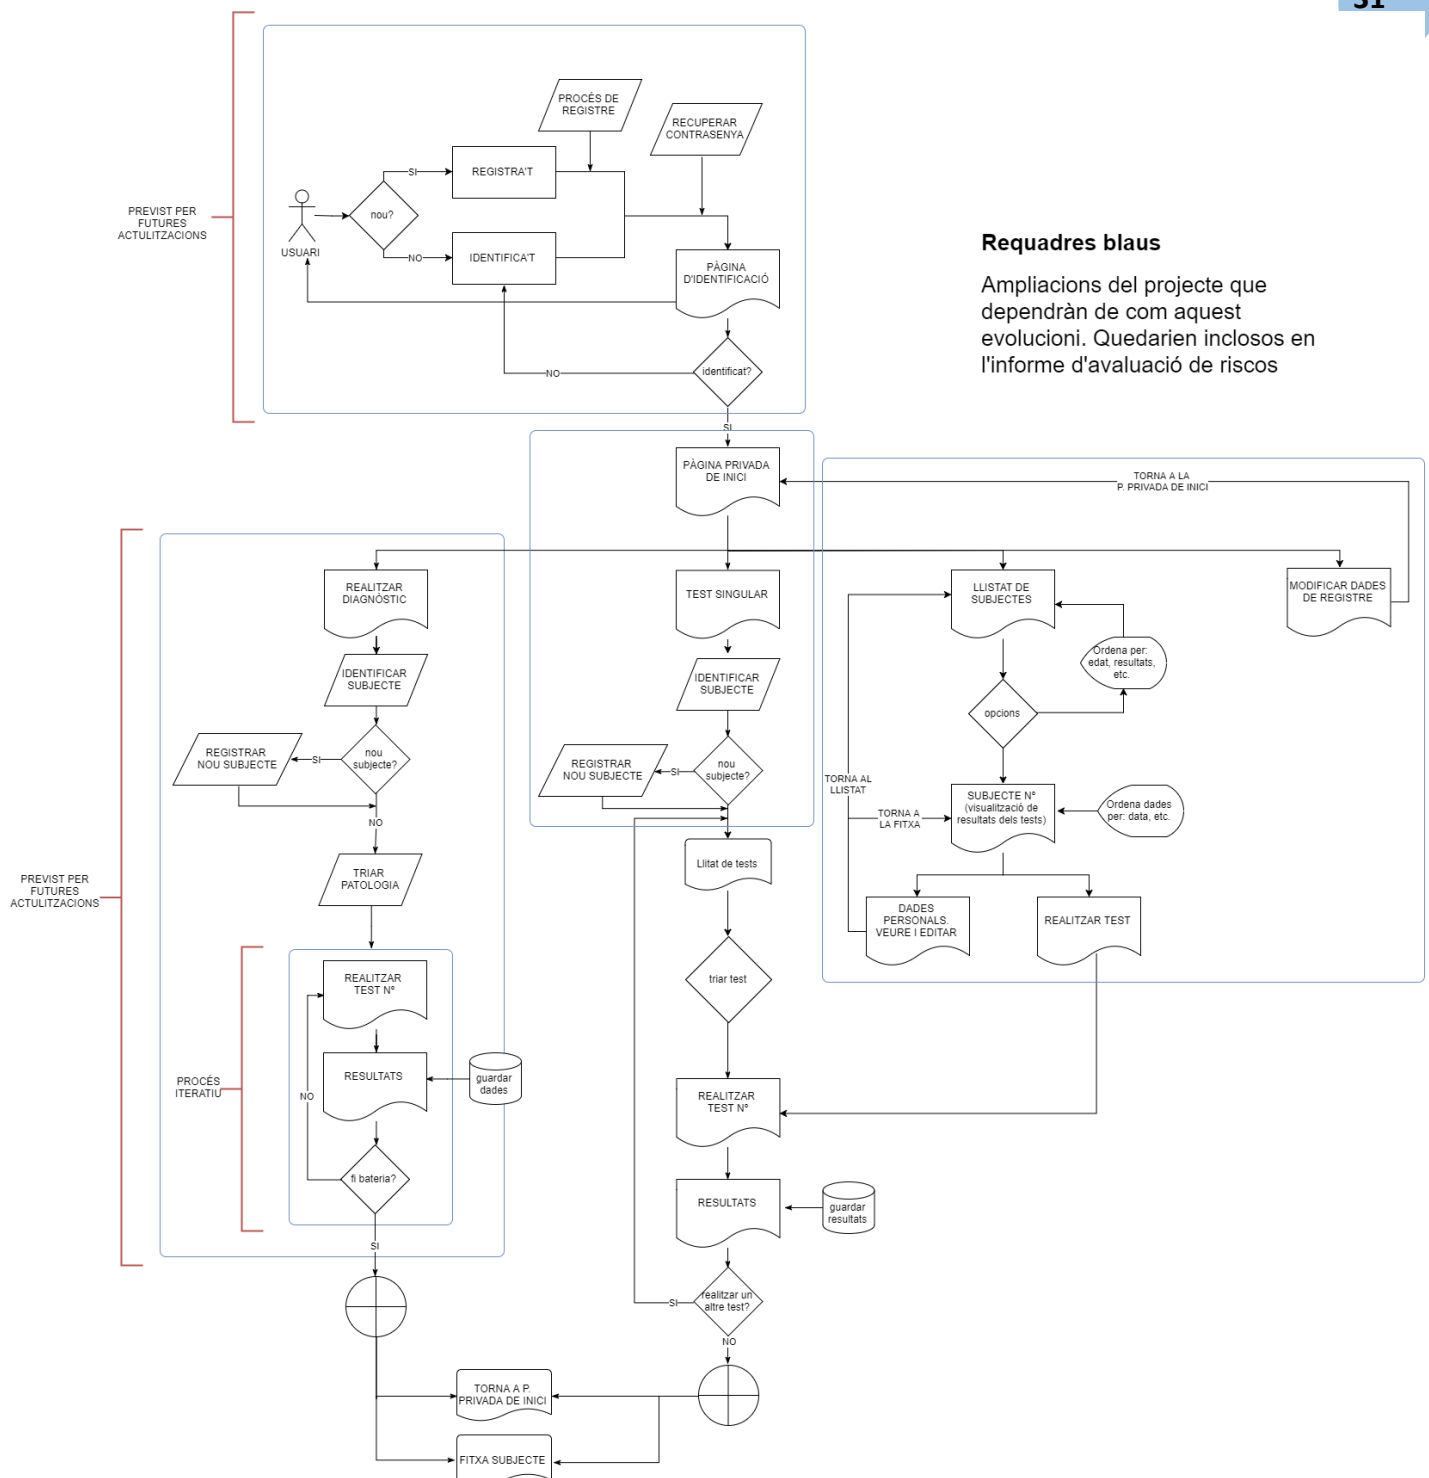 31
PROCÉS DE
REGISTRE
RECUPERAR
CONTRASENYA
SI
REGISTRA'T
PREVIST PER
FUTURES
ACTULITZACIONS
nou?
USUARI
NO
IDENTIFICA'T
PÀGINA
D'IDENTIFICACIÓ
Requadres blaus
Ampliacions del projecte que
dependràn de com aquest
evolucioni. Quedarien inclosos en
l'informe d'avaluació de riscos
NO
identificat?
SI
PÀGINA PRIVADA
DE INICI
TORNA A LA
P. PRIVADA DE INICI
REALITZAR
DIAGNÒSTIC
TEST SINGULAR
LLISTAT DE
SUBJECTES
MODIFICAR DADES
DE REGISTRE
Ordena per:
edat, resultats,
etc.
IDENTIFICAR
SUBJECTE
IDENTIFICAR
SUBJECTE
opcions
REGISTRAR
NOU SUBJECTE
SI
nou
subjecte?
REGISTRAR
NOU SUBJECTE
SI
nou
subjecte?
TORNA AL
LLISTAT
SUBJECTE Nº
(visualització de
resultats dels tests)
Ordena dades
per: data, etc.
TORNA A
LA FITXA
NO
TRIAR
PATOLOGIA
Llitat de tests
PREVIST PER
FUTURES
ACTULITZACIONS
DADES
PERSONALS.
VEURE I EDITAR
REALITZAR TEST
REALITZAR
TEST Nº
triar test
PROCÉS
ITERATIU
NO
RESULTATS
guardar
dades
REALITZAR
TEST Nº
fi bateria?
RESULTATS
guardar
resultats
SI
SI
realitzar un
altre test?
NO
TORNA A P.
PRIVADA DE INICI
FITXA SUBJECTE